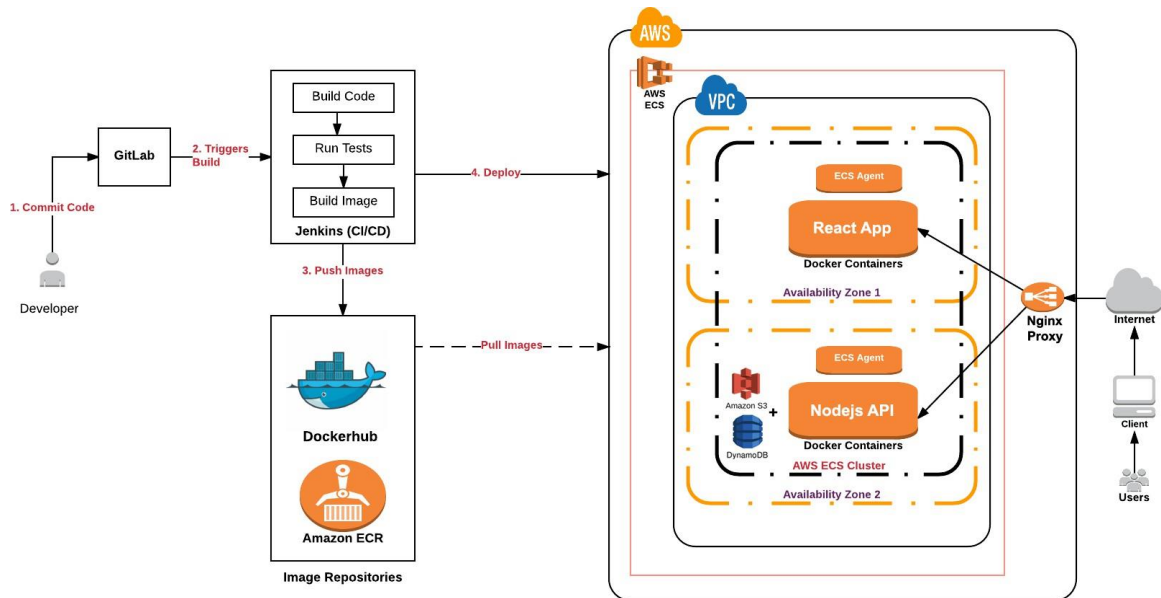 AWS
AWS
ECS
VPC
Build Code
Run Tests
Build Image
Jenkins (CI/CD)
GitLab
2. Triggers
Build
4. Deploy
1. Commit Code
Developer
3. Push Images
Pull Images
Dockerhub
Amazon ECR
Image Repositories
ECS Agent
React App
Docker Containers
Availability Zone 1
ECS Agent
Amazon S3
+
Nodejs API
DynamoDB
Docker Containers
AWS ECS Cluster
Availability Zone 2
Nginx
Proxy
Internet
Client
Users